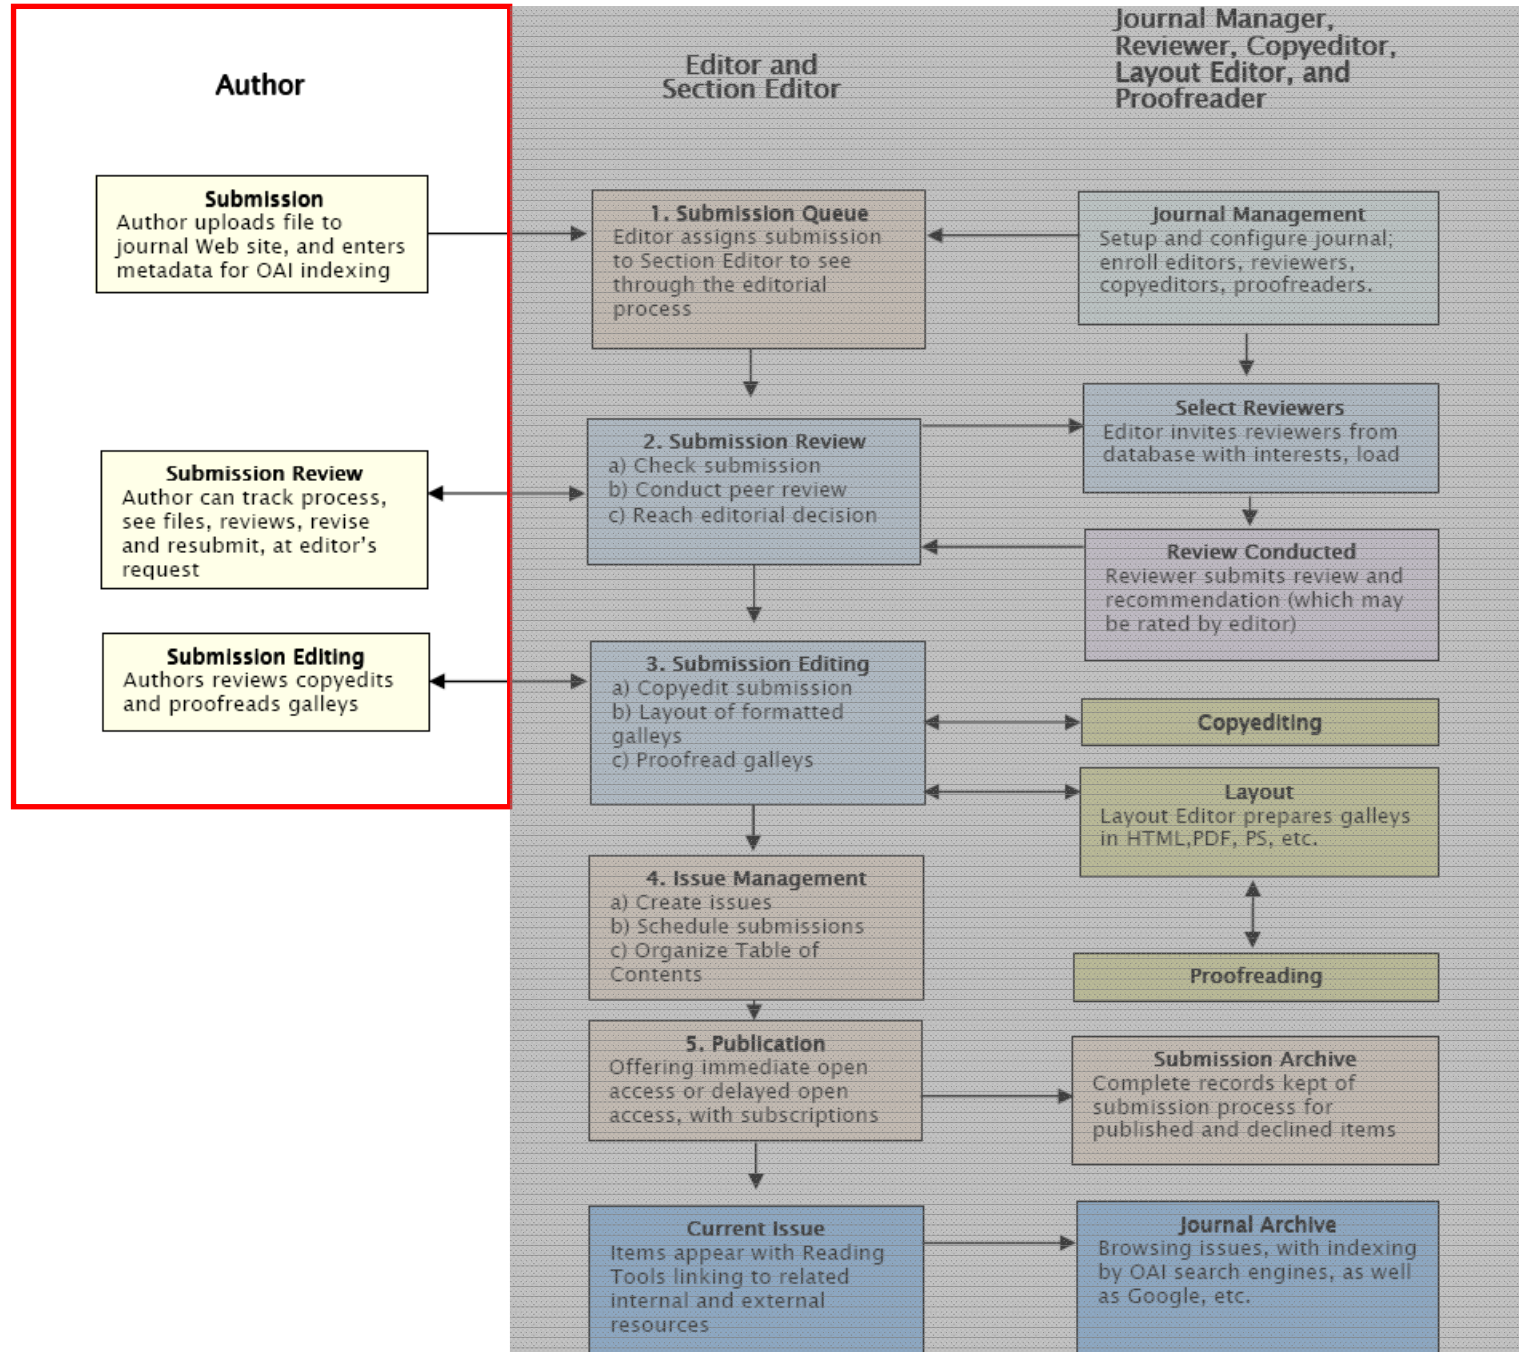 Author
Submission
Author uploads file to
journal Web site, and enters
metadata for OAI indexing
Submission Review
Author can track process,
see files, reviews, revise
and resubmit, at editor's
request
Submission Editing
Authors reviews copyedits
and proofreads galleys
Editor and
Section Editor
1. Submission Queue
Editor assigns submission
to Section Editor to see
through the editorial
process
2. Submission Review
a) Check submission
b) Conduct peer review
c) Reach editorial decision
3. Submission Editing
a) Copyedit submission
b) Layout of formatted
galleys
c) Proofread galleys
4. Issue Management
a) Create issues
b) Schedule submissions
c) Organize Table of
Contents
5. Publication
Offering immediate open
access or delayed open
access, with subscriptions
Current Issue
Items appear with Reading
Tools linking to related
internal and external
resources
Journal Manager,
Reviewer, Copyeditor,
Layout Editor, and
Proofreader
Journal Management
Setup and configure journal;
enroll editors, reviewers,
copyeditors, proofreaders.
Select Reviewers
Editor invites reviewers from
database with interests, load
Review Conducted
Reviewer submits review and
recommendation (which may
be rated by editor)
Copyediting
Layout
Layout Editor prepares galleys
in HTML,PDF, PS, etc.
Proofreading
Submission Archive
Complete records kept of
submission process for
published and declined items
Journal Archive
Browsing issues, with indexing
by OAI search engines, as well
as Google, etc.